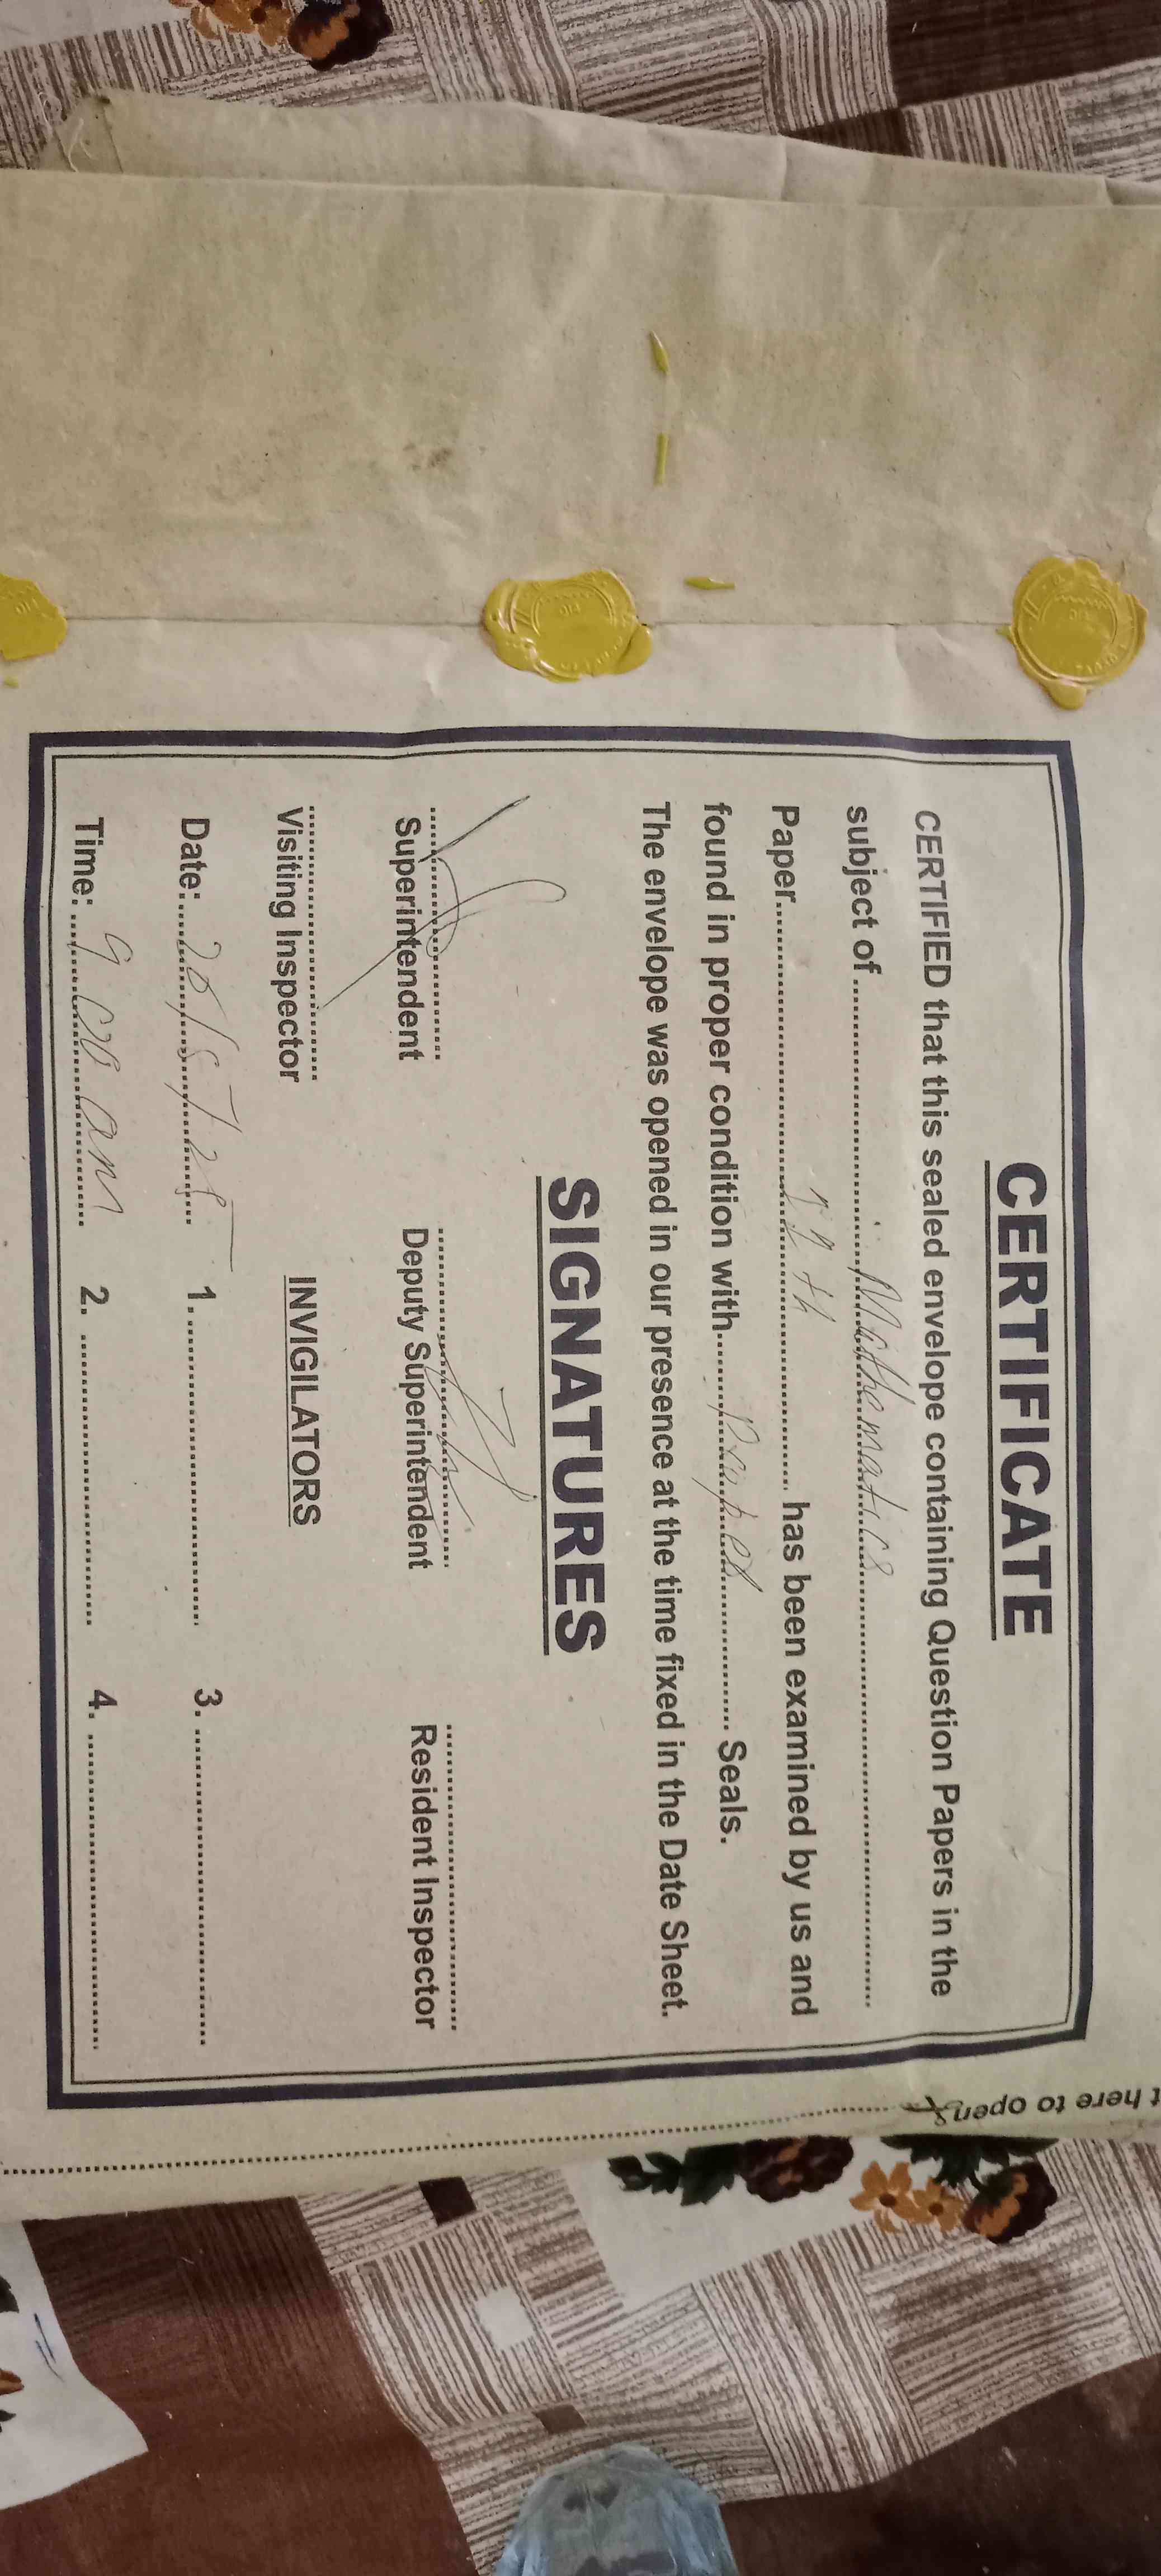 CERTIFICATE
CERTIFIED that this sealed envelope containing Question Papers in the
subject of ........ Mathematics ........
Paper ........ 11th ........ has been examined by us and
found in proper condition with ........ Proper ........ Seals.
The envelope was opened in our presence at the time fixed in the Date Sheet.
SIGNATURES
Superintendent Deputy Superintendent Resident Inspector
Visiting Inspector INVIGILATORS
Date: ........ 1. ........ 3. ........
Time: 9 00 am 2. ........ 4. ........
t here to open